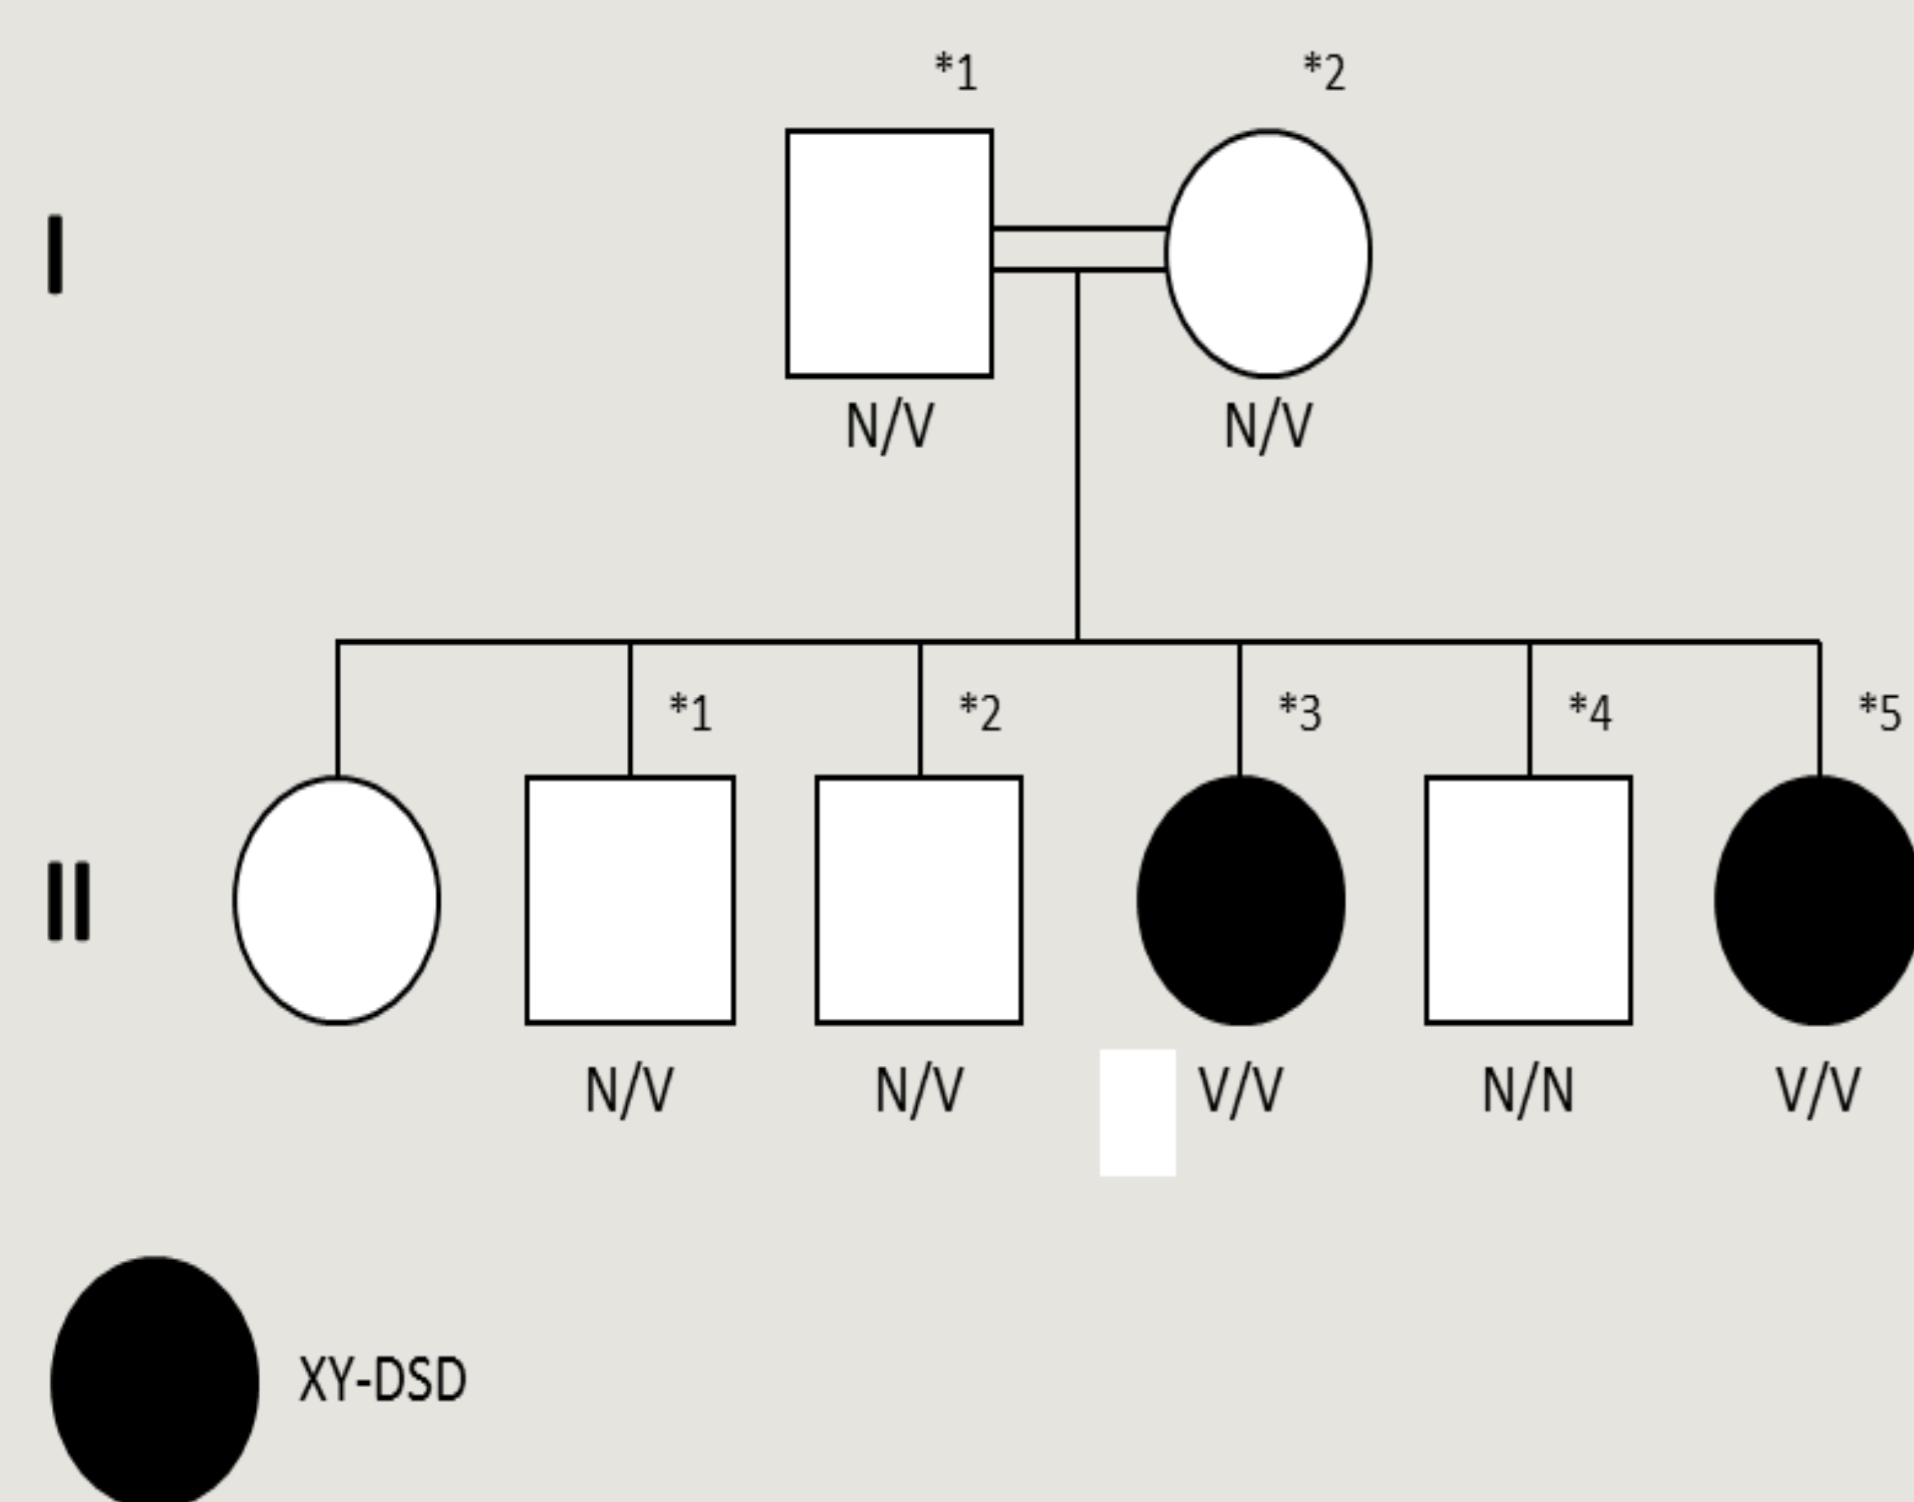 *1 *2
I
N/V N/V
*1 *2 *3 *4 *5
II
N/V N/V V/V N/N V/V
XY-DSD